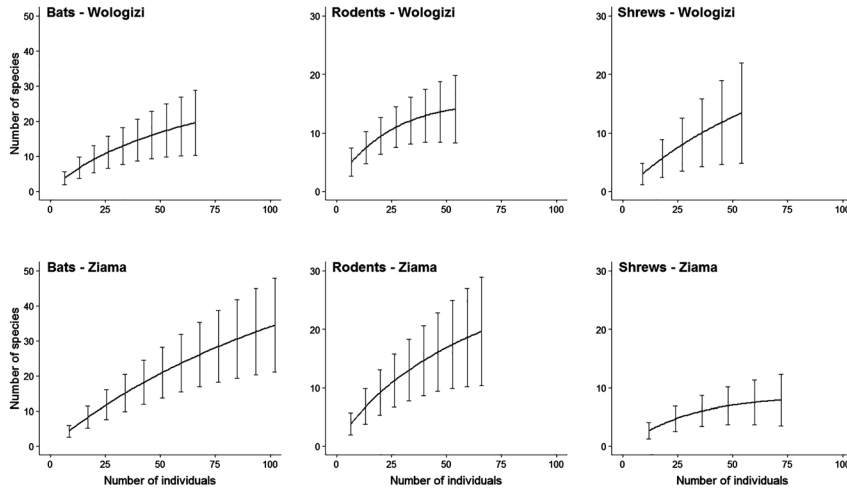 Bats - Wologizi
Number of species
50
40
30
20
10
0
0 25 50 75 100
Rodents - Wologizi
30
20
10
0
0 25 50 75 100
Shrews - Wologizi
30
20
10
0
0 25 50 75 100
Bats - Ziama
Number of species
50
40
30
20
10
0
0 25 50 75 100
Number of individuals
Rodents - Ziama
30
20
10
0
0 25 50 75 100
Number of individuals
Shrews - Ziama
30
20
10
0
0 25 50 75 100
Number of individuals